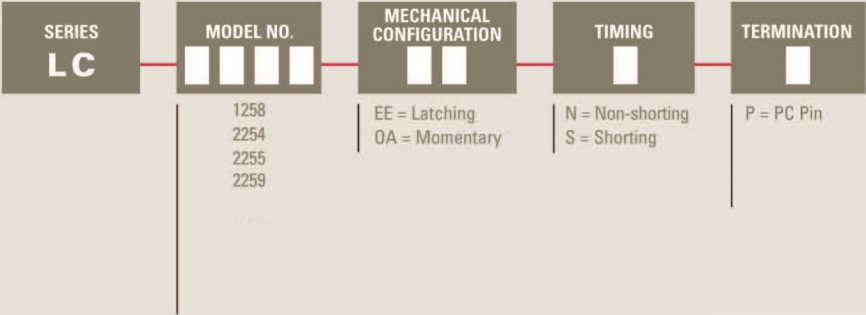 SERIES
LC
MODEL NO.
1258
2254
2255
2259
MECHANICAL
CONFIGURATION
EE = Latching
OA = Momentary
TIMING
N = Non-shorting
S = Shorting
TERMINATION
P = PC Pin